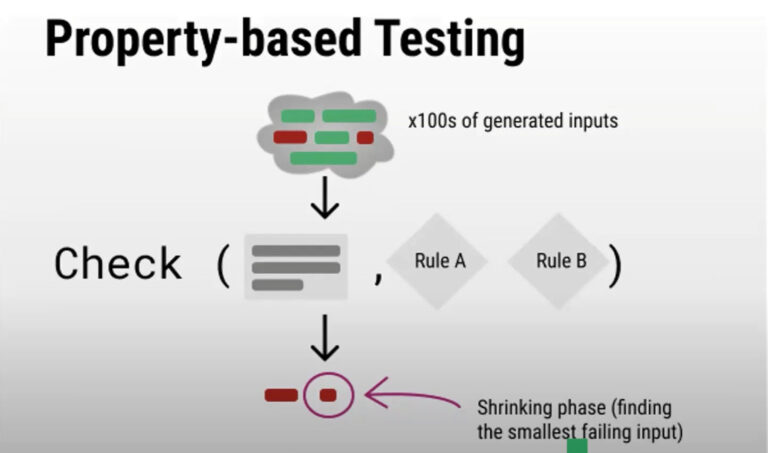 Property-based Testing
x100s of generated inputs
Check ( , Rule A Rule B )
Shrinking phase (finding
the smallest failing input)